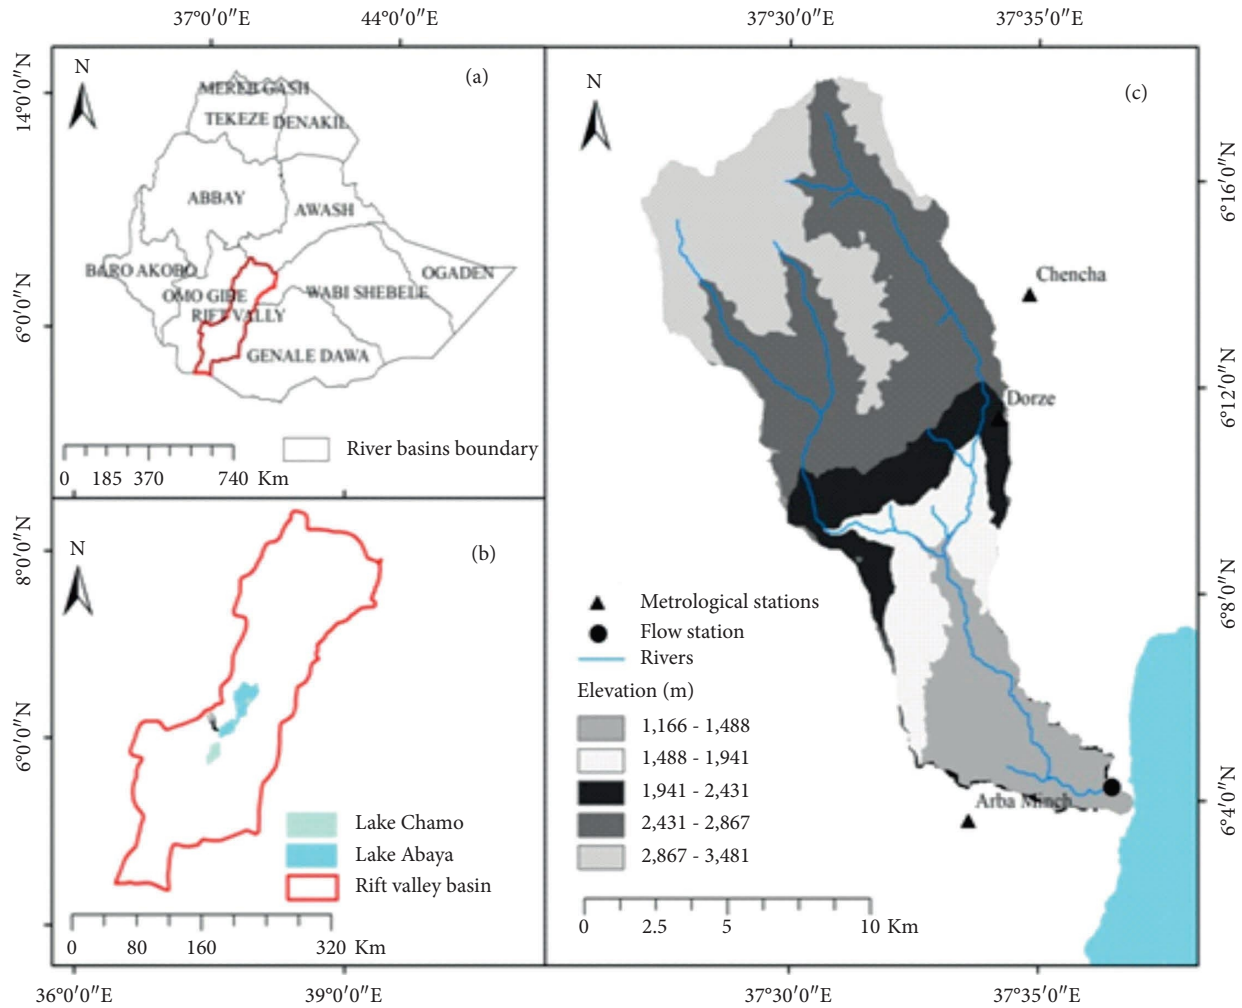 37°0′0″E 44°0′0″E 37°30′0″E 37°35′0″E
14°0′0″N
6°0′0″N
N
(a)
MEREB GASH
TEKEZE
DENAKIL
ABBAY
AWASH
BARO AKOBO
OGADEN
OMO GIBE
WABI SHEBELE
RIFT VALLY
GENALE DAWA
River basins boundary
0 185 370 740 Km
8°0′0″N
6°0′0″N
N
(b)
Lake Chamo
Lake Abaya
Rift valley basin
0 80 160 320 Km
N
(c)
Chencha
Dorze
Arba Minch
Metrological stations
Flow station
Rivers
Elevation (m)
1,166 - 1,488
1,488 - 1,941
1,941 - 2,431
2,431 - 2,867
2,867 - 3,481
0 2.5 5 10 Km
6°16′0″N
6°12′0″N
6°8′0″N
6°4′0″N
36°0′0″E 39°0′0″E 37°30′0″E 37°35′0″E